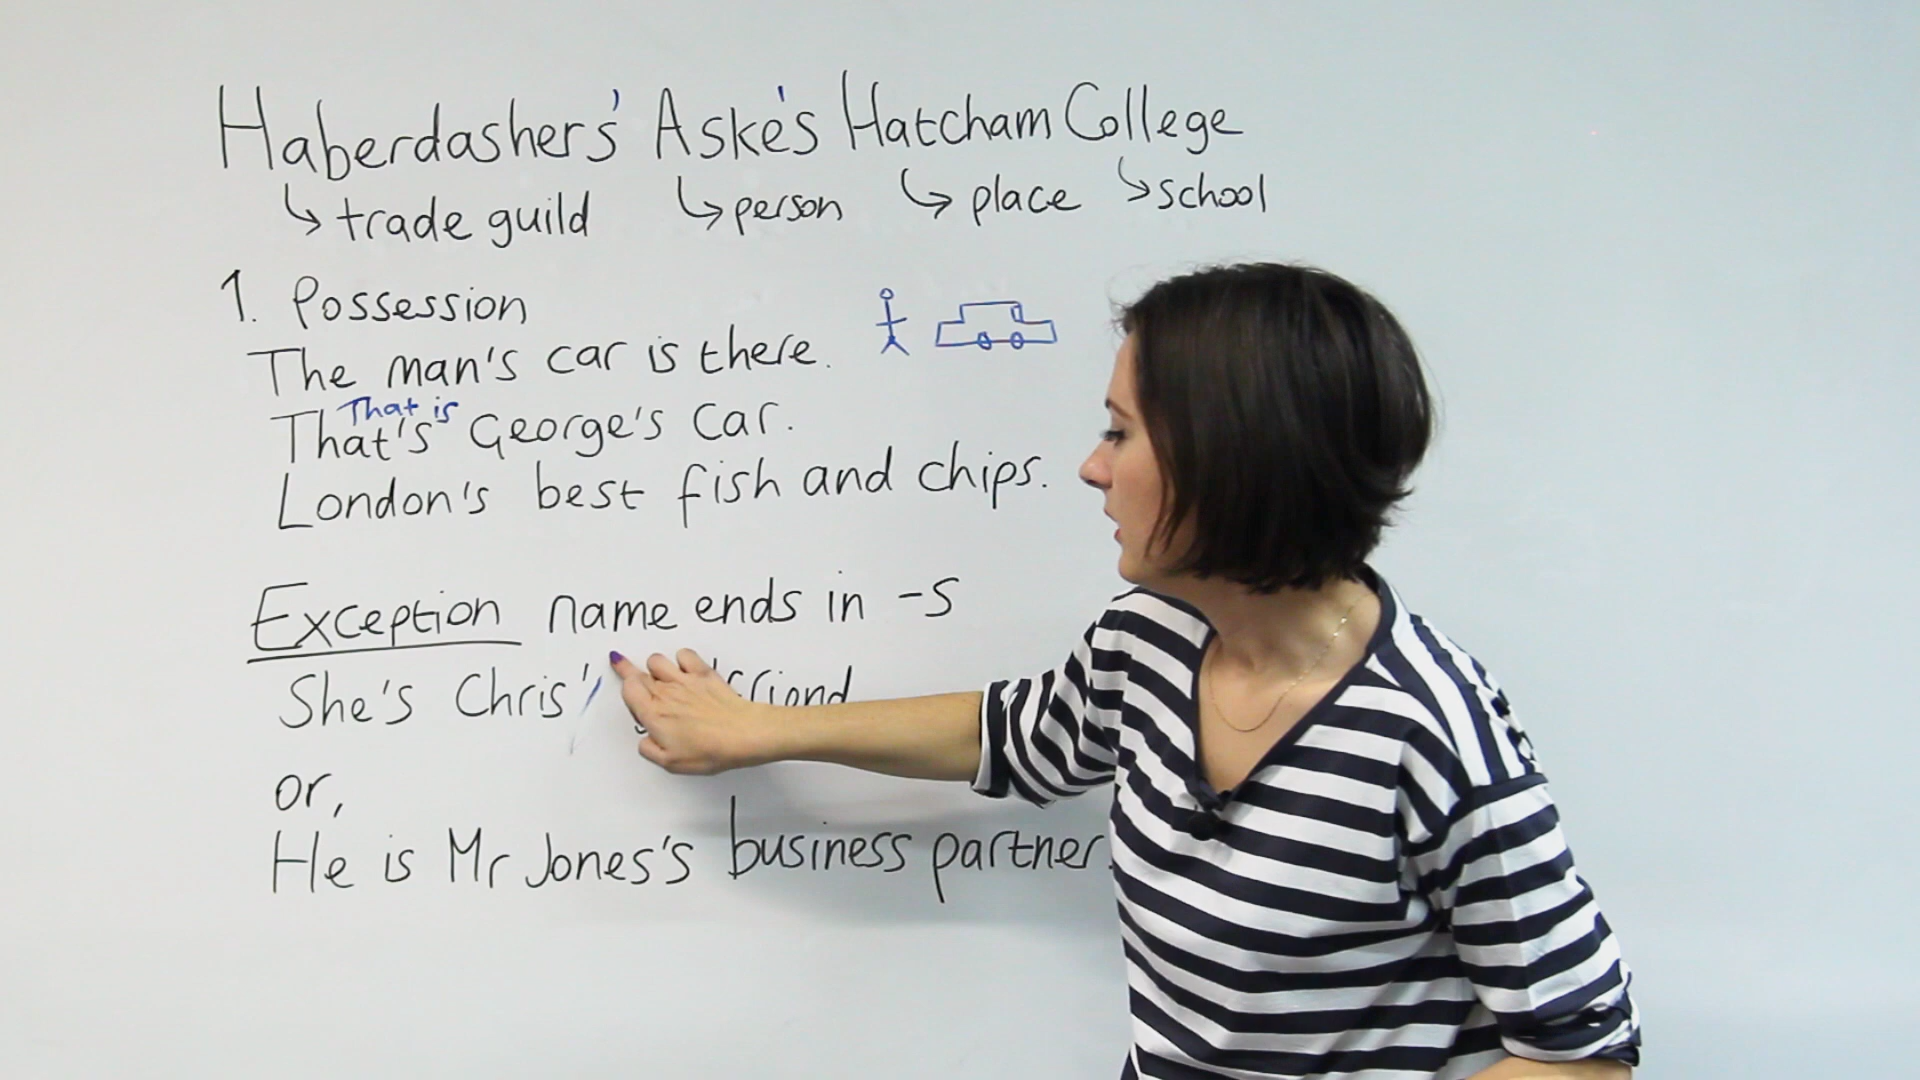 Haberdashers' Aske's Hatcham College
↳ trade guild ↳ person ↳ place ↳ school
1. Possession
The man's car is there.
That is
That's George's car.
London's best fish and chips.
Exception name ends in -s
She's Chris'
or,
He is Mr Jones's business partner.